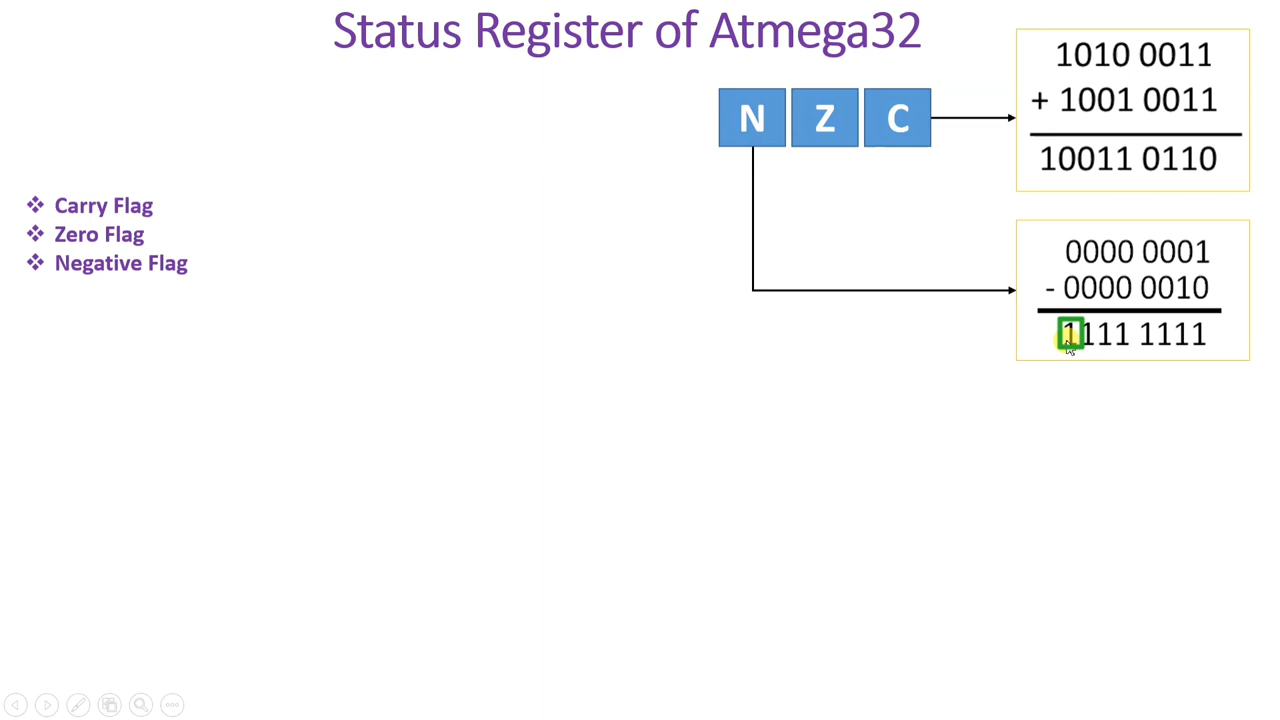 Status Register of Atmega32
N Z C
1010 0011
+ 1001 0011
10011 0110
Carry Flag
Zero Flag
Negative Flag
0000 0001
- 0000 0010
1111 1111